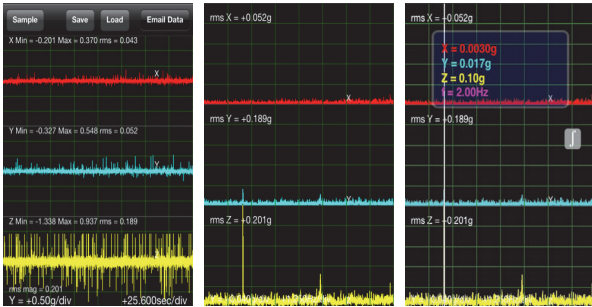 Sample Save Load Email Data
X Min = -0.201 Max = 0.370 rms = 0.043
X
Y Min = -0.327 Max = 0.548 rms = 0.052
Y
Z Min = -1.338 Max = 0.937 rms = 0.189
rms mag = 0.201
Y = +0.50g/div +25.600sec/div
rms X = +0.052g
X
rms Y = +0.189g
Y
rms Z = +0.201g
rms X = +0.052g
X = 0.0030g
Y = 0.017g
Z = 0.10g
f = 2.00Hz
X
rms Y = +0.189g
∫
Y
rms Z = +0.201g